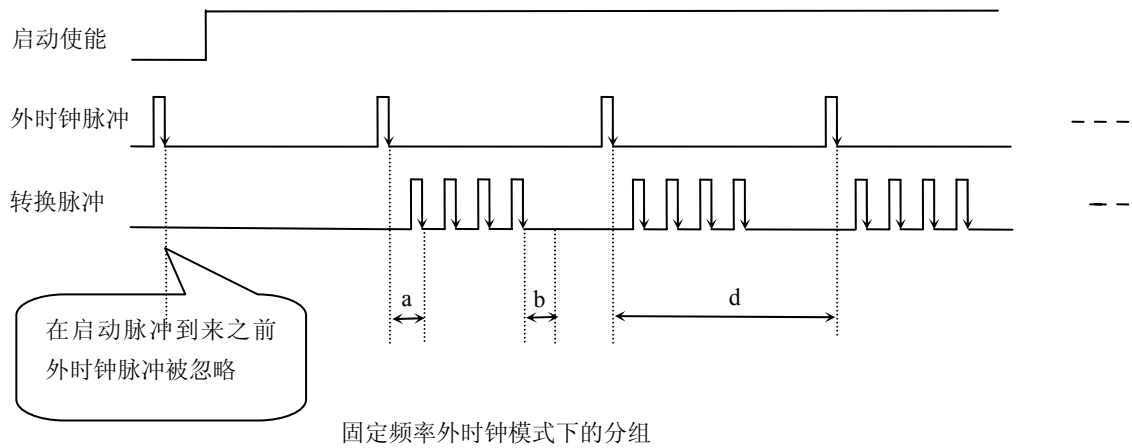 启动使能
外时钟脉冲
转换脉冲
a
b
d
在启动脉冲到来之前
外时钟脉冲被忽略
固定频率外时钟模式下的分组